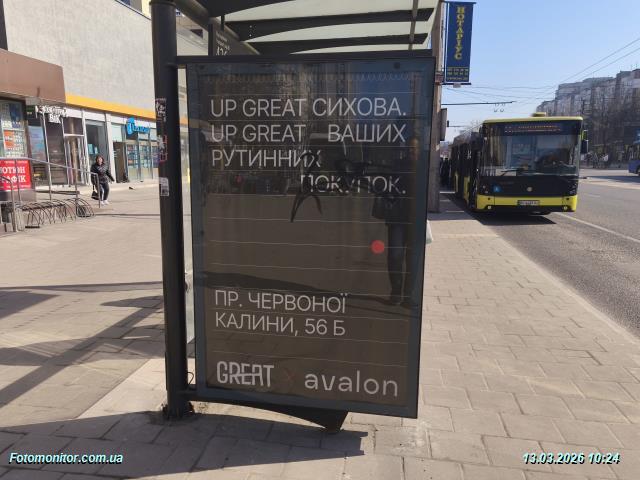 НОТАРІУС
UP GREAT СИХОВА.
UP GREAT ВАШИХ
РУТИННИХ
ПОКУПОК.
ПР. ЧЕРВОНОЇ
КАЛИНИ, 56 Б
GREAT x avalon
Fotomonitor.com.ua
13.03.2026 10:24